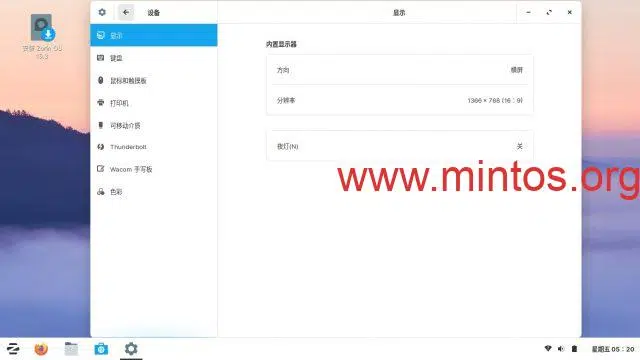 安装 Zorin OS
15.3
设备
显示
显示
键盘
鼠标和触摸板
打印机
可移动介质
Thunderbolt
Wacom 手写板
色彩
内置显示器
方向
横屏
分辨率
1366 × 768 (16∶9)
夜灯(N)
关
www.mintos.org
星期五 05∶20